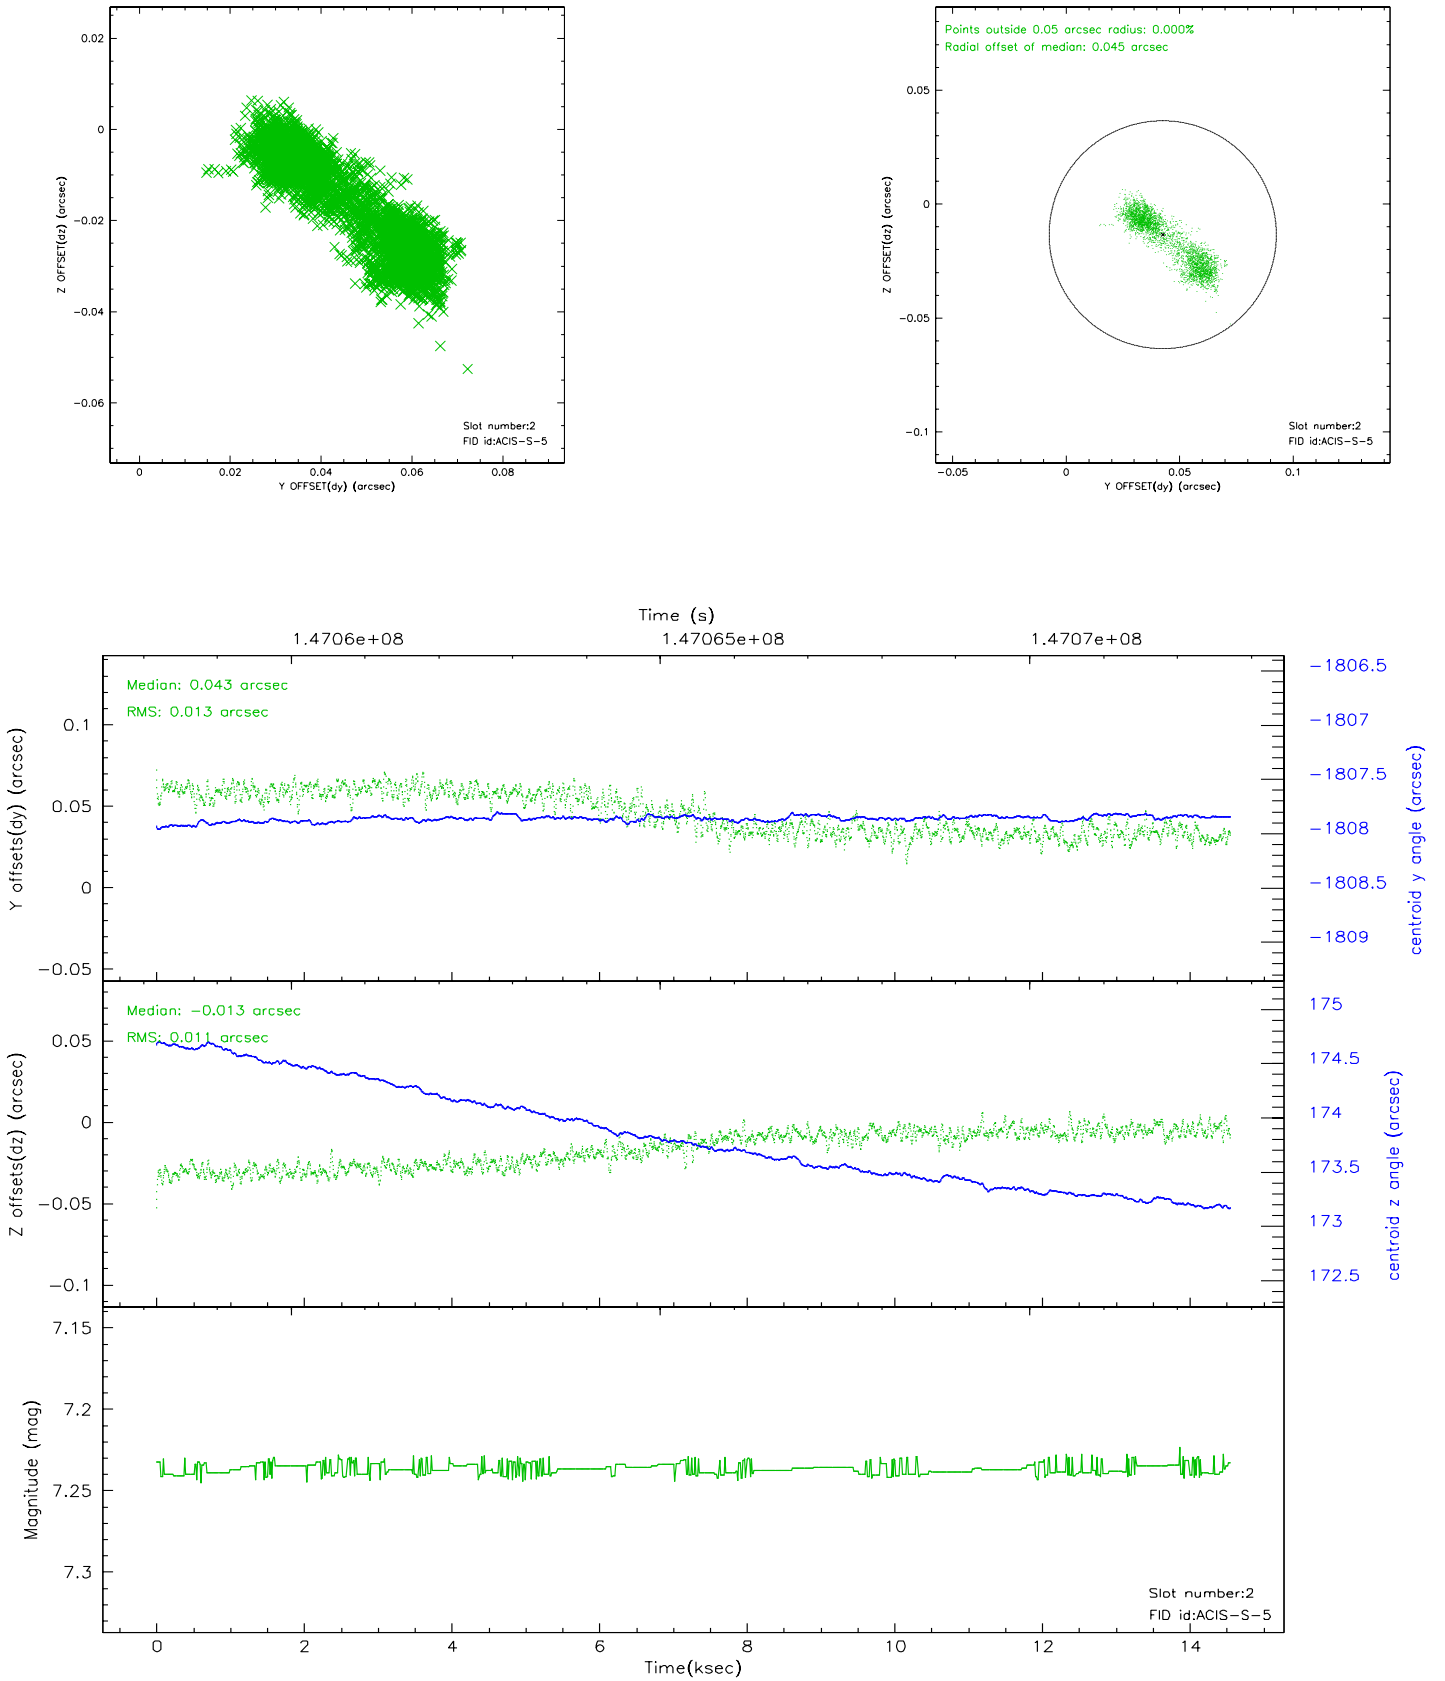 0.02
0
-0.02
-0.04
-0.06
Z OFFSET(dz) (arcsec)
Slot number:2
FID id:ACIS-S-5
0 0.02 0.04 0.06 0.08
Y OFFSET(dy) (arcsec)
Points outside 0.05 arcsec radius: 0.000%
Radial offset of median: 0.045 arcsec
0.05
0
-0.05
-0.1
Z OFFSET(dz) (arcsec)
Slot number:2
FID id:ACIS-S-5
-0.05 0 0.05 0.1
Y OFFSET(dy) (arcsec)
Time (s)
1.4706e+08 1.47065e+08 1.4707e+08
Median: 0.043 arcsec
RMS: 0.013 arcsec
0.1
0.05
0
-0.05
Y offsets(dy) (arcsec)
-1806.5
-1807
-1807.5
-1808
-1808.5
-1809
centroid y angle (arcsec)
Median: -0.013 arcsec
RMS: 0.011 arcsec
0.05
0
-0.05
-0.1
Z offsets(dz) (arcsec)
175
174.5
174
173.5
173
172.5
centroid z angle (arcsec)
7.15
7.2
7.25
7.3
Magnitude (mag)
Slot number:2
FID id:ACIS-S-5
0 2 4 6 8 10 12 14
Time(ksec)